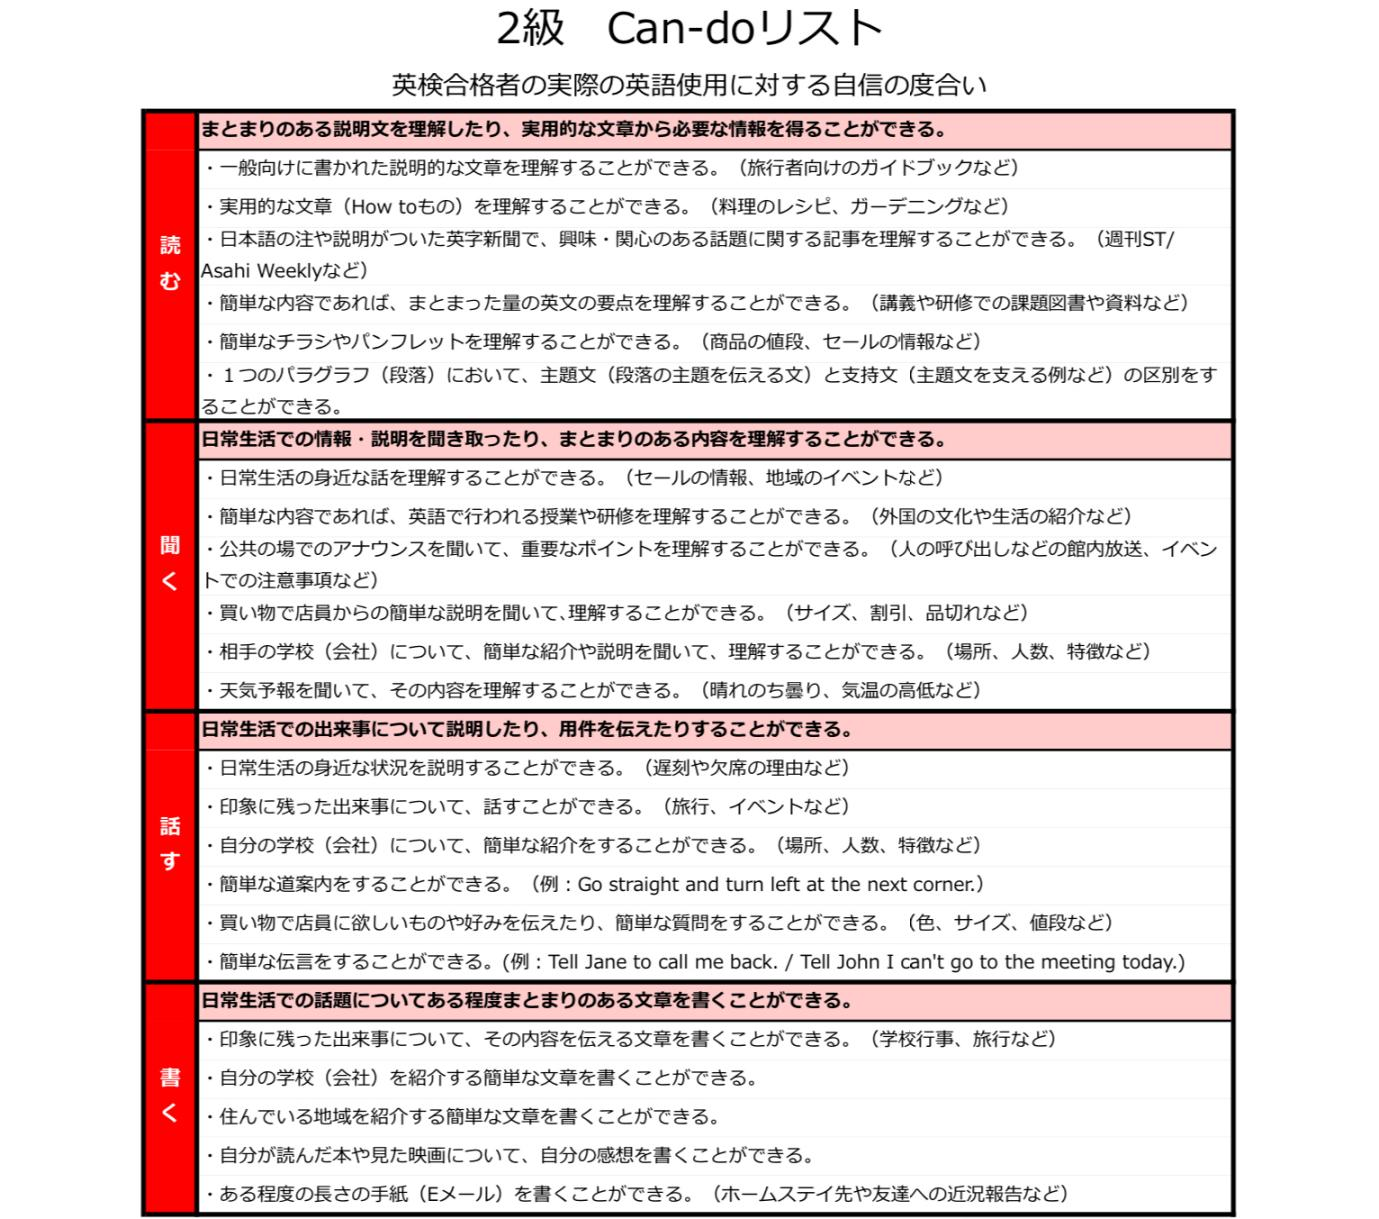 2級　Can-doリスト
英検合格者の実際の英語使用に対する自信の度合い
読む
まとまりのある説明文を理解したり、実用的な文章から必要な情報を得ることができる。
・一般向けに書かれた説明的な文章を理解することができる。（旅行者向けのガイドブックなど）
・実用的な文章（How toもの）を理解することができる。（料理のレシピ、ガーデニングなど）
・日本語の注や説明がついた英字新聞で、興味・関心のある話題に関する記事を理解することができる。（週刊ST/
Asahi Weeklyなど）
・簡単な内容であれば、まとまった量の英文の要点を理解することができる。（講義や研修での課題図書や資料など）
・簡単なチラシやパンフレットを理解することができる。（商品の値段、セールの情報など）
・１つのパラグラフ（段落）において、主題文（段落の主題を伝える文）と支持文（主題文を支える例など）の区別をす
ることができる。
聞く
日常生活での情報・説明を聞き取ったり、まとまりのある内容を理解することができる。
・日常生活の身近な話を理解することができる。（セールの情報、地域のイベントなど）
・簡単な内容であれば、英語で行われる授業や研修を理解することができる。（外国の文化や生活の紹介など）
・公共の場でのアナウンスを聞いて、重要なポイントを理解することができる。（人の呼び出しなどの館内放送、イベン
トでの注意事項など）
・買い物で店員からの簡単な説明を聞いて､理解することができる。（サイズ、割引、品切れなど）
・相手の学校（会社）について、簡単な紹介や説明を聞いて、理解することができる。（場所、人数、特徴など）
・天気予報を聞いて、その内容を理解することができる。（晴れのち曇り、気温の高低など）
話す
日常生活での出来事について説明したり、用件を伝えたりすることができる。
・日常生活の身近な状況を説明することができる。（遅刻や欠席の理由など）
・印象に残った出来事について、話すことができる。（旅行、イベントなど）
・自分の学校（会社）について、簡単な紹介をすることができる。（場所、人数、特徴など）
・簡単な道案内をすることができる。（例：Go straight and turn left at the next corner.）
・買い物で店員に欲しいものや好みを伝えたり、簡単な質問をすることができる。（色、サイズ、値段など）
・簡単な伝言をすることができる。(例：Tell Jane to call me back. / Tell John I can't go to the meeting today.)
書く
日常生活での話題についてある程度まとまりのある文章を書くことができる。
・印象に残った出来事について、その内容を伝える文章を書くことができる。（学校行事、旅行など）
・自分の学校（会社）を紹介する簡単な文章を書くことができる。
・住んでいる地域を紹介する簡単な文章を書くことができる。
・自分が読んだ本や見た映画について、自分の感想を書くことができる。
・ある程度の長さの手紙（Eメール）を書くことができる。（ホームステイ先や友達への近況報告など）